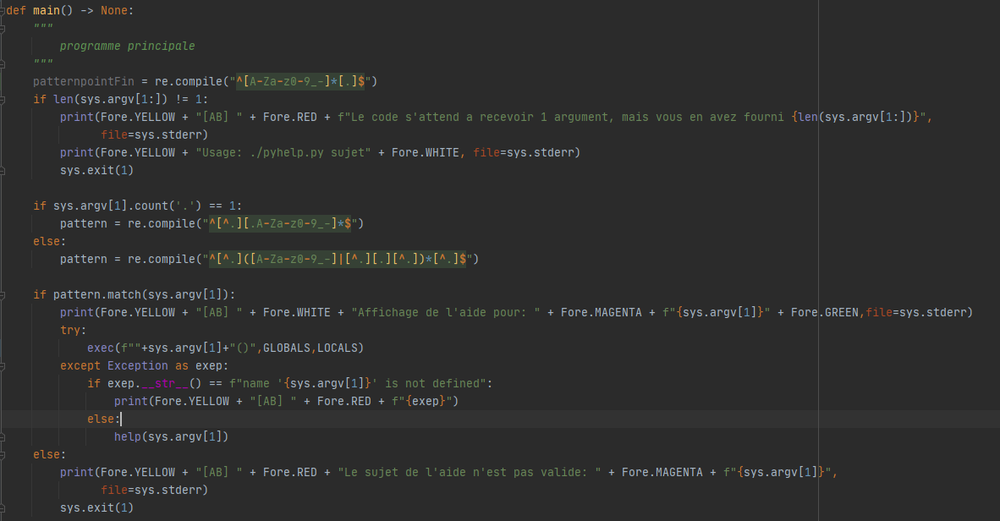 def main() -> None:
"""
programme principale
"""
patternpointFin = re.compile("^[A-Za-z0-9_-]*[.]$")
if len(sys.argv[1:]) != 1:
print(Fore.YELLOW + "[AB] " + Fore.RED + f"Le code s'attend a recevoir 1 argument, mais vous en avez fourni {len(sys.argv[1:])}",
file=sys.stderr)
print(Fore.YELLOW + "Usage: ./pyhelp.py sujet" + Fore.WHITE, file=sys.stderr)
sys.exit(1)
if sys.argv[1].count('.') == 1:
pattern = re.compile("^[^.][.A-Za-z0-9_-]*$")
else:
pattern = re.compile("^[^.]([A-Za-z0-9_-]|[^.][.][^.])*[^.]$")
if pattern.match(sys.argv[1]):
print(Fore.YELLOW + "[AB] " + Fore.WHITE + "Affichage de l'aide pour: " + Fore.MAGENTA + f"{sys.argv[1]}" + Fore.GREEN,file=sys.stderr)
try:
exec(f""+sys.argv[1]+"()",GLOBALS,LOCALS)
except Exception as exep:
if exep.__str__() == f"name '{sys.argv[1]}' is not defined":
print(Fore.YELLOW + "[AB] " + Fore.RED + f"{exep}")
else:
help(sys.argv[1])
else:
print(Fore.YELLOW + "[AB] " + Fore.RED + "Le sujet de l'aide n'est pas valide: " + Fore.MAGENTA + f"{sys.argv[1]}",
file=sys.stderr)
sys.exit(1)